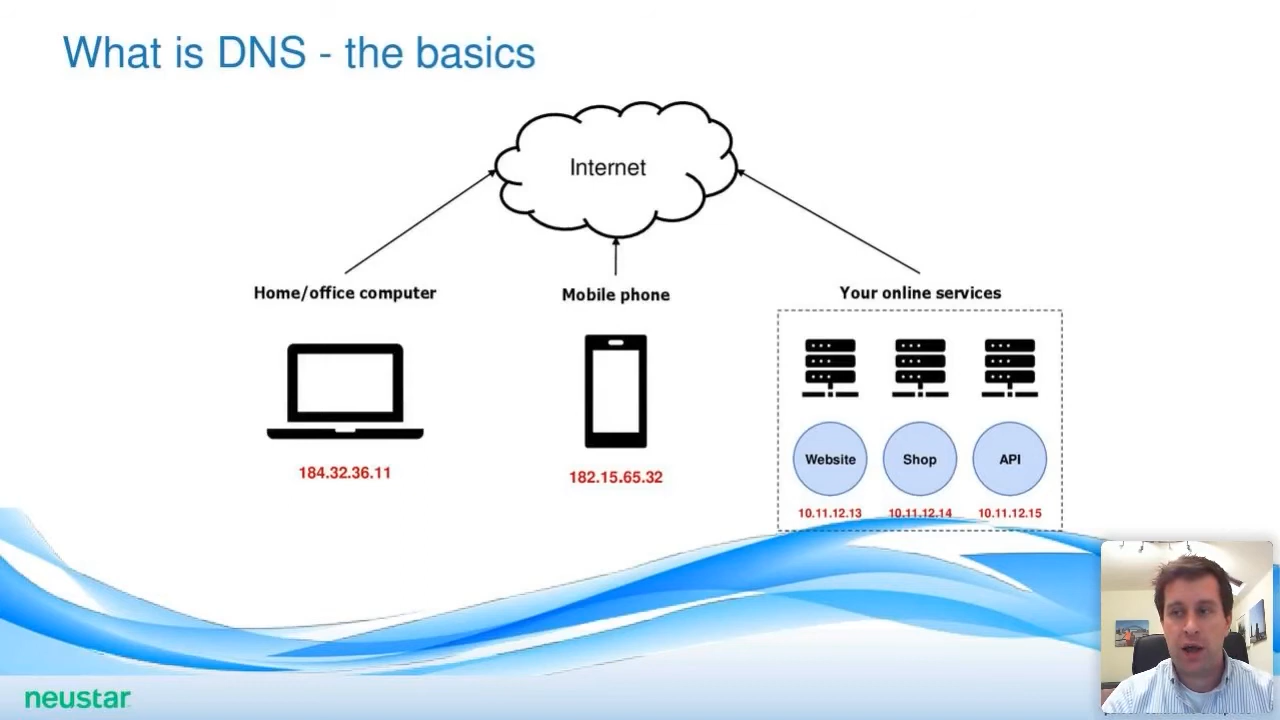 What is DNS - the basics
Internet
Home/office computer
Mobile phone
Your online services
184.32.36.11
182.15.65.32
Website
Shop
API
10.11.12.13
10.11.12.14
10.11.12.15
neustar